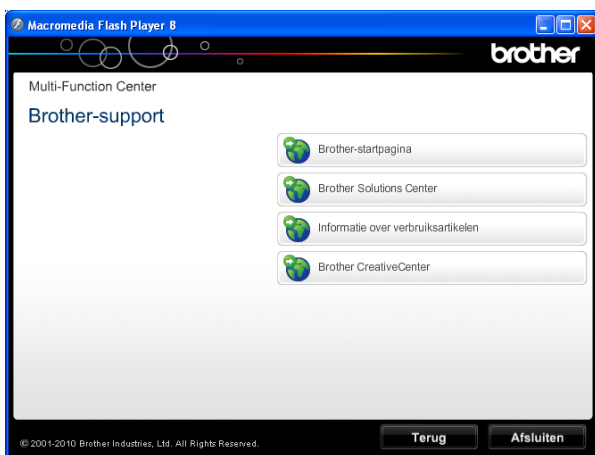 Macromedia Flash Player 8
brother
Multi-Function Center
Brother-support
Brother-startpagina
Brother Solutions Center
Informatie over verbruiksartikelen
Brother CreativeCenter
Terug
Afsluiten
© 2001-2010 Brother Industries, Ltd. All Rights Reserved.